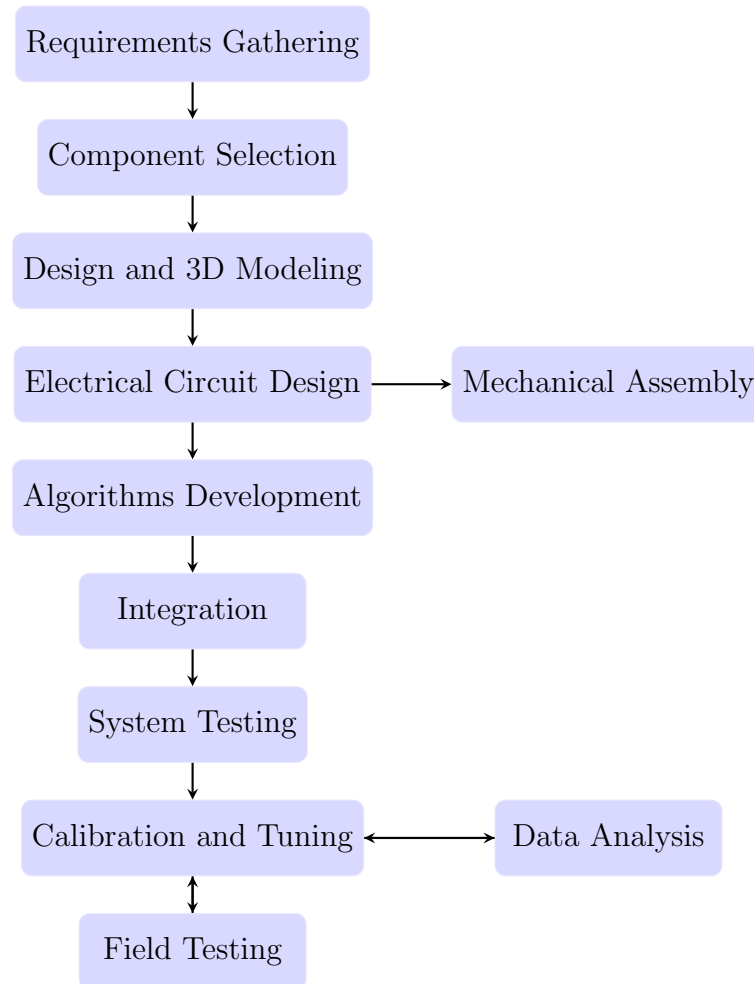 Requirements Gathering
Component Selection
Design and 3D Modeling
Electrical Circuit Design
Mechanical Assembly
Algorithms Development
Integration
System Testing
Calibration and Tuning
Data Analysis
Field Testing